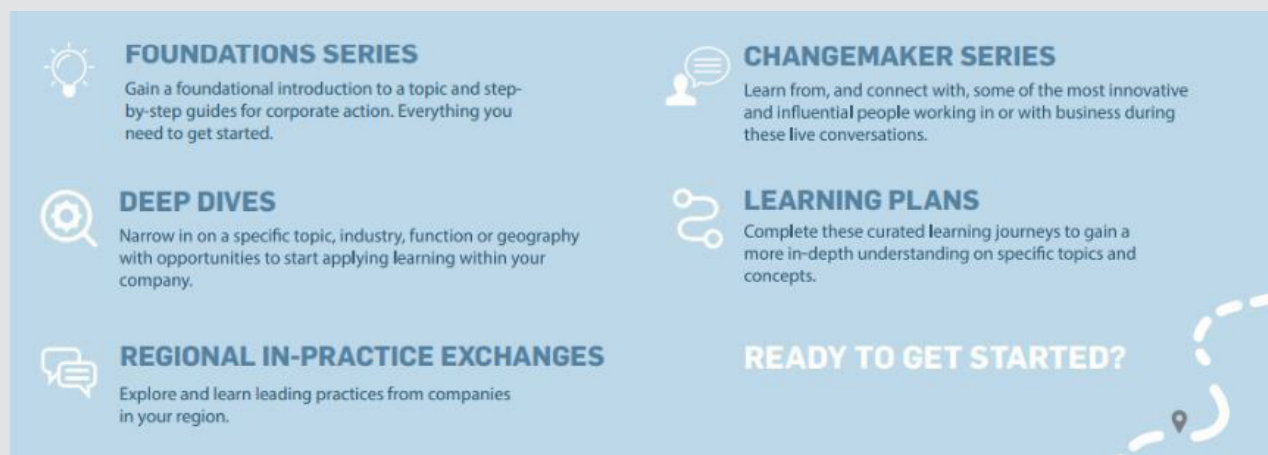 FOUNDATIONS SERIES
Gain a foundational introduction to a topic and step-
by-step guides for corporate action. Everything you
need to get started.
DEEP DIVES
Narrow in on a specific topic, industry, function or geography
with opportunities to start applying learning within your
company.
REGIONAL IN-PRACTICE EXCHANGES
Explore and learn leading practices from companies
in your region.
CHANGEMAKER SERIES
Learn from, and connect with, some of the most innovative
and influential people working in or with business during
these live conversations.
LEARNING PLANS
Complete these curated learning journeys to gain a
more in-depth understanding on specific topics and
concepts.
READY TO GET STARTED?